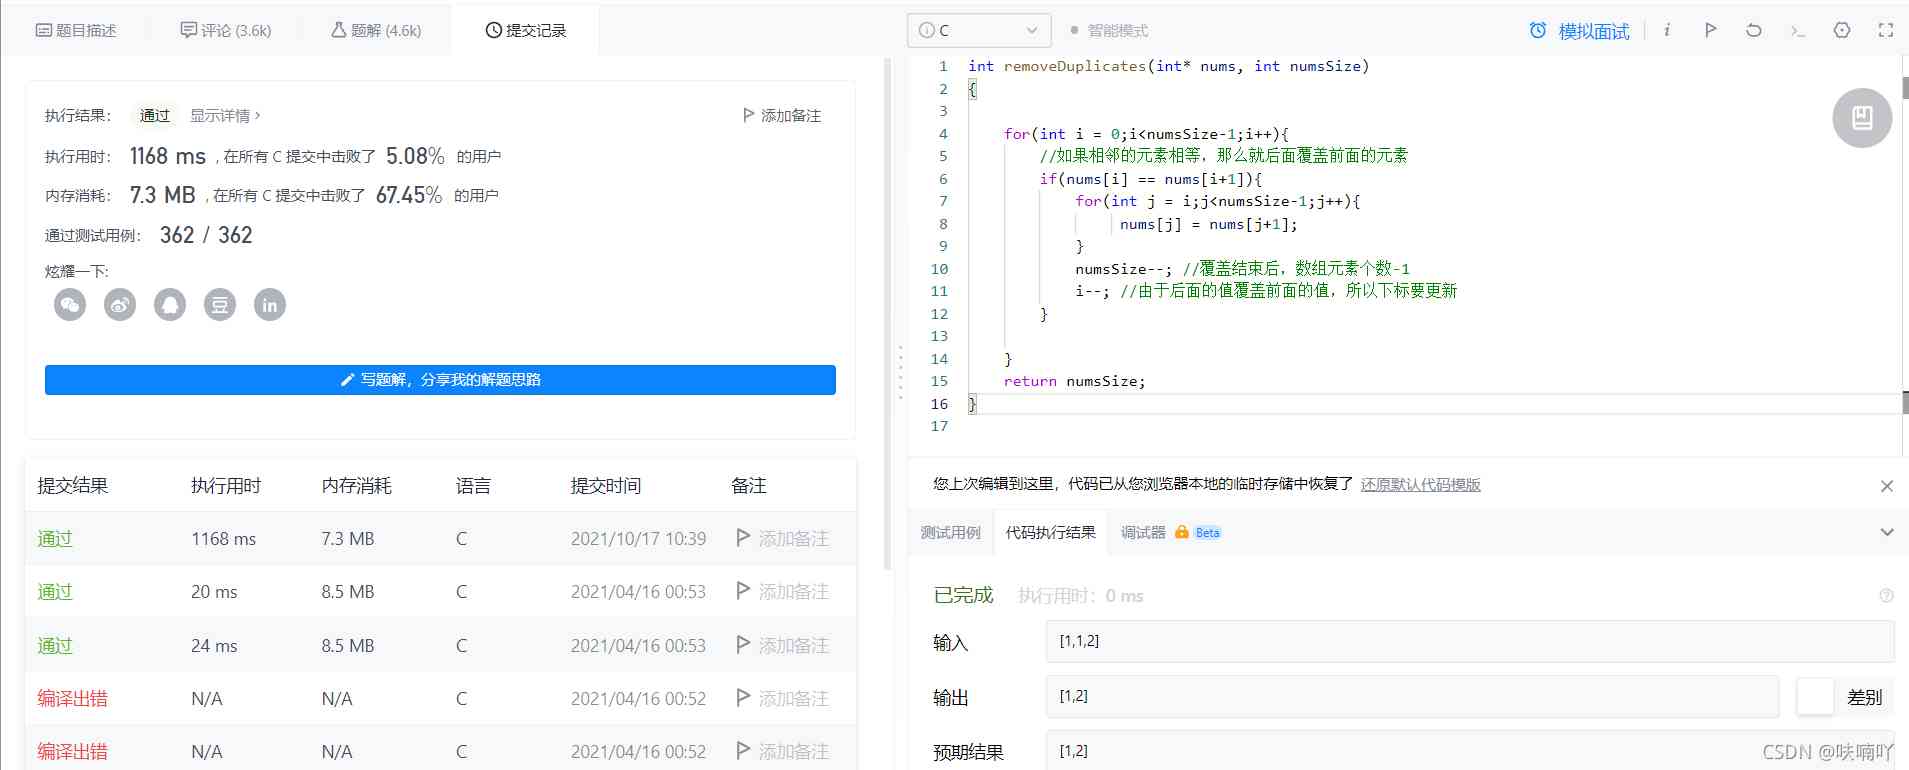 题目描述
评论 (3.6k)
题解 (4.6k)
提交记录
执行结果：
通过
显示详情 ›
添加备注
执行用时： 1168 ms , 在所有 C 提交中击败了 5.08% 的用户
内存消耗： 7.3 MB , 在所有 C 提交中击败了 67.45% 的用户
通过测试用例： 362 / 362
炫耀一下:
豆
in
写题解，分享我的解题思路
提交结果 执行用时 内存消耗 语言 提交时间 备注
通过 1168 ms 7.3 MB C 2021/10/17 10:39 添加备注
通过 20 ms 8.5 MB C 2021/04/16 00:53 添加备注
通过 24 ms 8.5 MB C 2021/04/16 00:53 添加备注
编译出错 N/A N/A C 2021/04/16 00:52 添加备注
编译出错 N/A N/A C 2021/04/16 00:52 添加备注
C
智能模式
模拟面试
1 int removeDuplicates(int* nums, int numsSize)
2 {
3
4 for(int i = 0;i<numsSize-1;i++){
5 //如果相邻的元素相等，那么就后面覆盖前面的元素
6 if(nums[i] == nums[i+1]){
7 for(int j = i;j<numsSize-1;j++){
8 nums[j] = nums[j+1];
9 }
10 numsSize--; //覆盖结束后，数组元素个数-1
11 i--; //由于后面的值覆盖前面的值，所以下标要更新
12 }
13
14 }
15 return numsSize;
16 }
17
您上次编辑到这里，代码已从您浏览器本地的临时存储中恢复了 还原默认代码模版
测试用例
代码执行结果
调试器 Beta
已完成 执行用时：0 ms
输入 [1,1,2]
输出 [1,2] 差别
预期结果 [1,2]
CSDN @呋喃吖